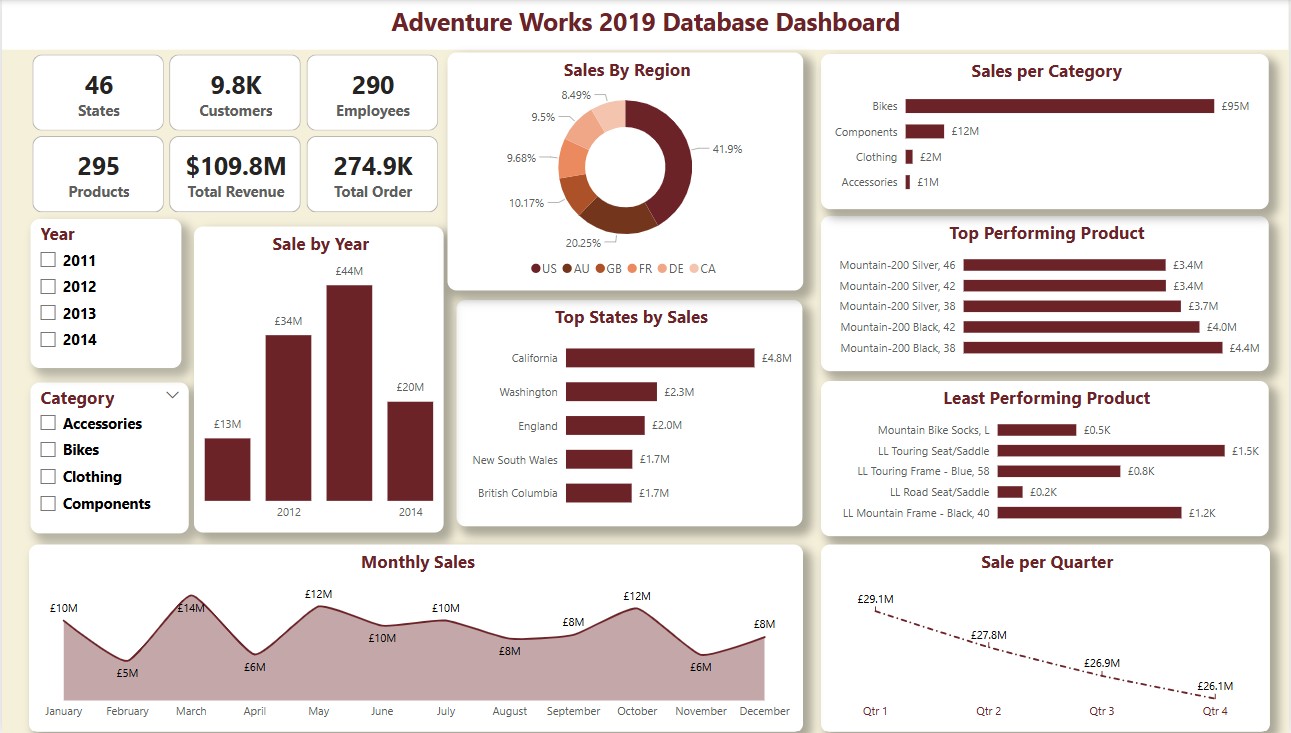 Adventure Works 2019 Database Dashboard
46
States
9.8K
Customers
290
Employees
295
Products
$109.8M
Total Revenue
274.9K
Total Order
Year
2011
2012
2013
2014
Category
Accessories
Bikes
Clothing
Components
Sale by Year
£13M
£34M
£44M
£20M
2012
2014
Sales By Region
8.49%
9.5%
9.68%
10.17%
20.25%
41.9%
US AU GB FR DE CA
Top States by Sales
California £4.8M
Washington £2.3M
England £2.0M
New South Wales £1.7M
British Columbia £1.7M
Sales per Category
Bikes £95M
Components £12M
Clothing £2M
Accessories £1M
Top Performing Product
Mountain-200 Silver, 46 £3.4M
Mountain-200 Silver, 42 £3.4M
Mountain-200 Silver, 38 £3.7M
Mountain-200 Black, 42 £4.0M
Mountain-200 Black, 38 £4.4M
Least Performing Product
Mountain Bike Socks, L £0.5K
LL Touring Seat/Saddle £1.5K
LL Touring Frame - Blue, 58 £0.8K
LL Road Seat/Saddle £0.2K
LL Mountain Frame - Black, 40 £1.2K
Monthly Sales
£10M
£5M
£14M
£6M
£12M
£10M
£10M
£8M
£8M
£12M
£6M
£8M
January February March April May June July August September October November December
Sale per Quarter
£29.1M
£27.8M
£26.9M
£26.1M
Qtr 1 Qtr 2 Qtr 3 Qtr 4